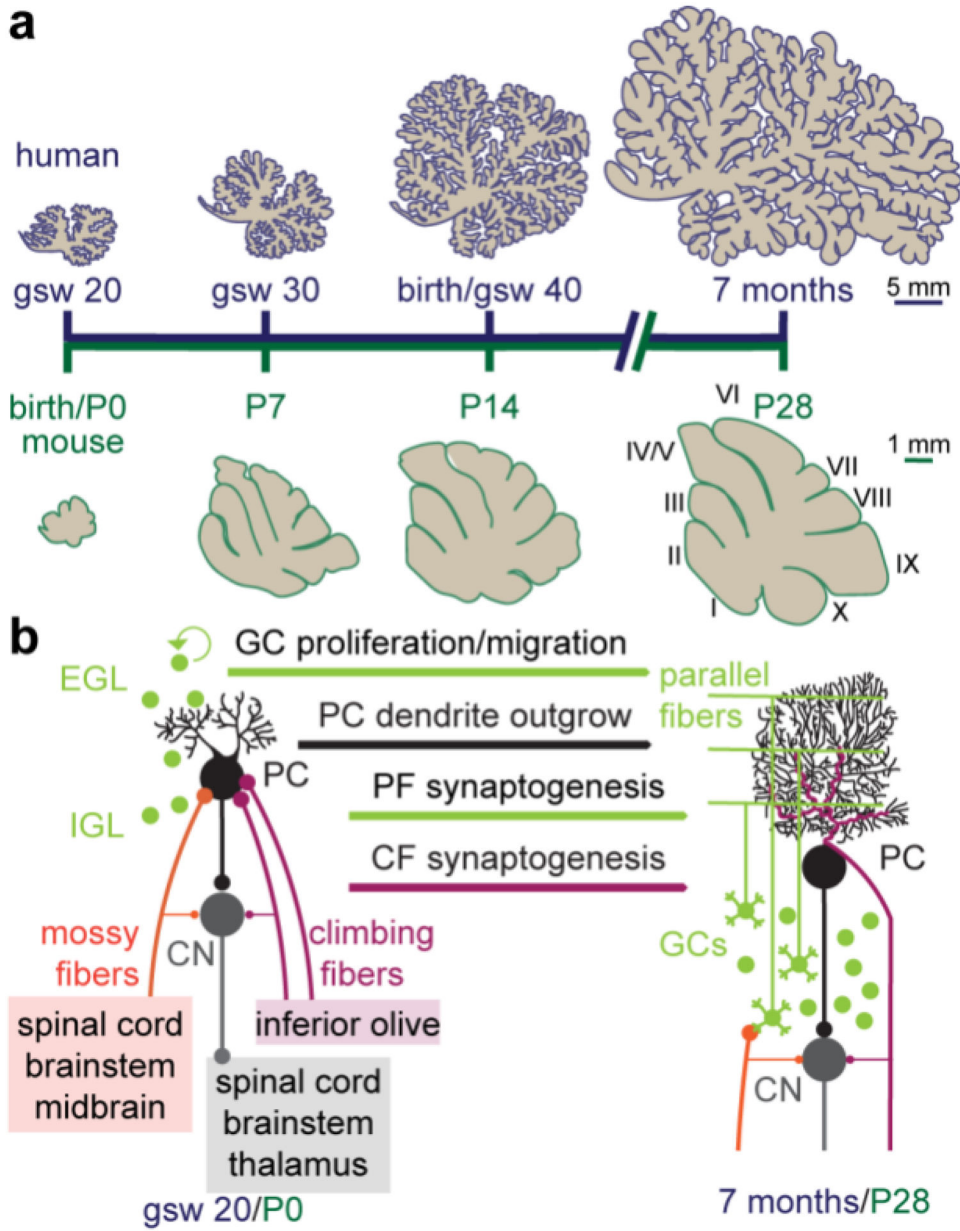 a
human
gsw 20
gsw 30
birth/gsw 40
7 months
5 mm
birth/P0
mouse
P7
P14
P28
1 mm
VI
IV/V
VII
III
VIII
II
IX
I
X
b
GC proliferation/migration
EGL
parallel
fibers
PC dendrite outgrow
PC
PF synaptogenesis
IGL
CF synaptogenesis
PC
mossy
fibers
CN
climbing
fibers
GCs
spinal cord
brainstem
midbrain
inferior olive
spinal cord
brainstem
thalamus
CN
gsw 20/P0
7 months/P28